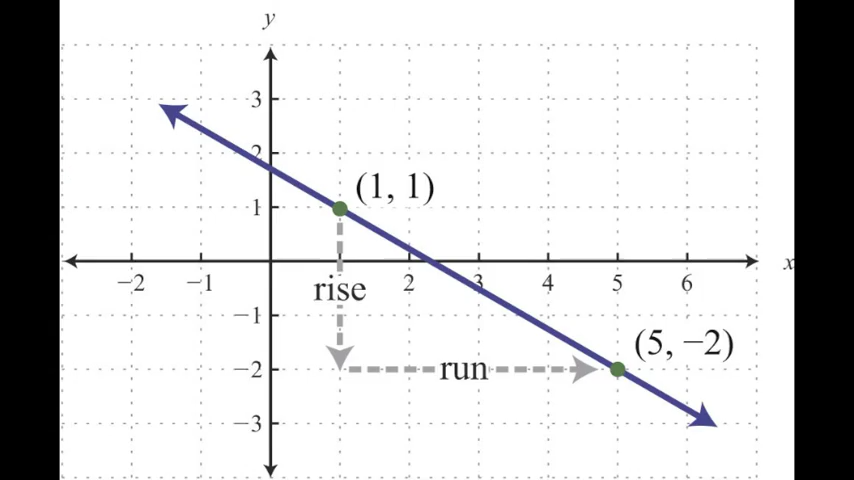 y
3
2
(1, 1)
1
x
−2 −1 2 3 4 5 6
rise
−1
(5, −2)
−2 run
−3